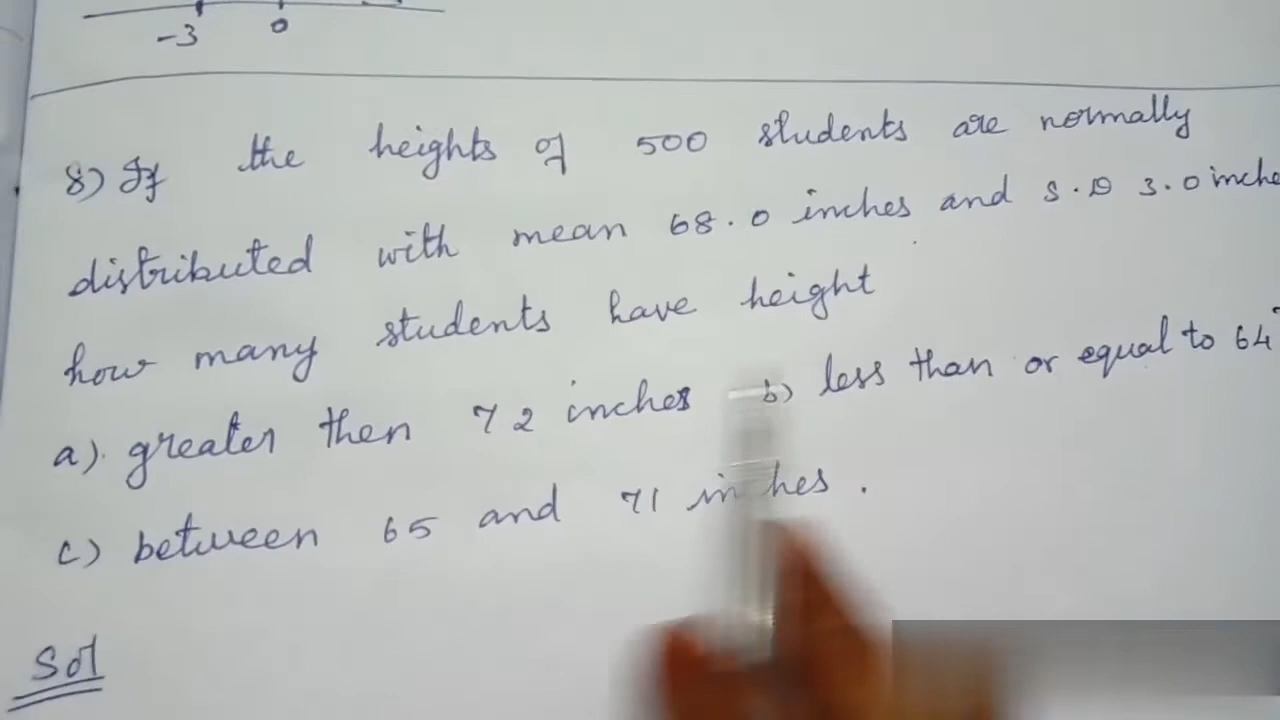 -3 0
8) If the heights of 500 students are normally
distributed with mean 68.0 inches and S.D 3.0 inche
how many students have height
a). greater then 72 inches b) less than or equal to 64
c) between 65 and 71 inches.
Sol